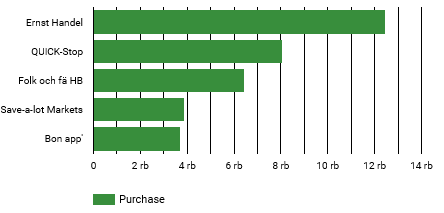 Ernst Handel
QUICK-Stop
Folk och fä HB
Save-a-lot Markets
Bon app'
0 2 rb 4 rb 6 rb 8 rb 10 rb 12 rb 14 rb
Purchase